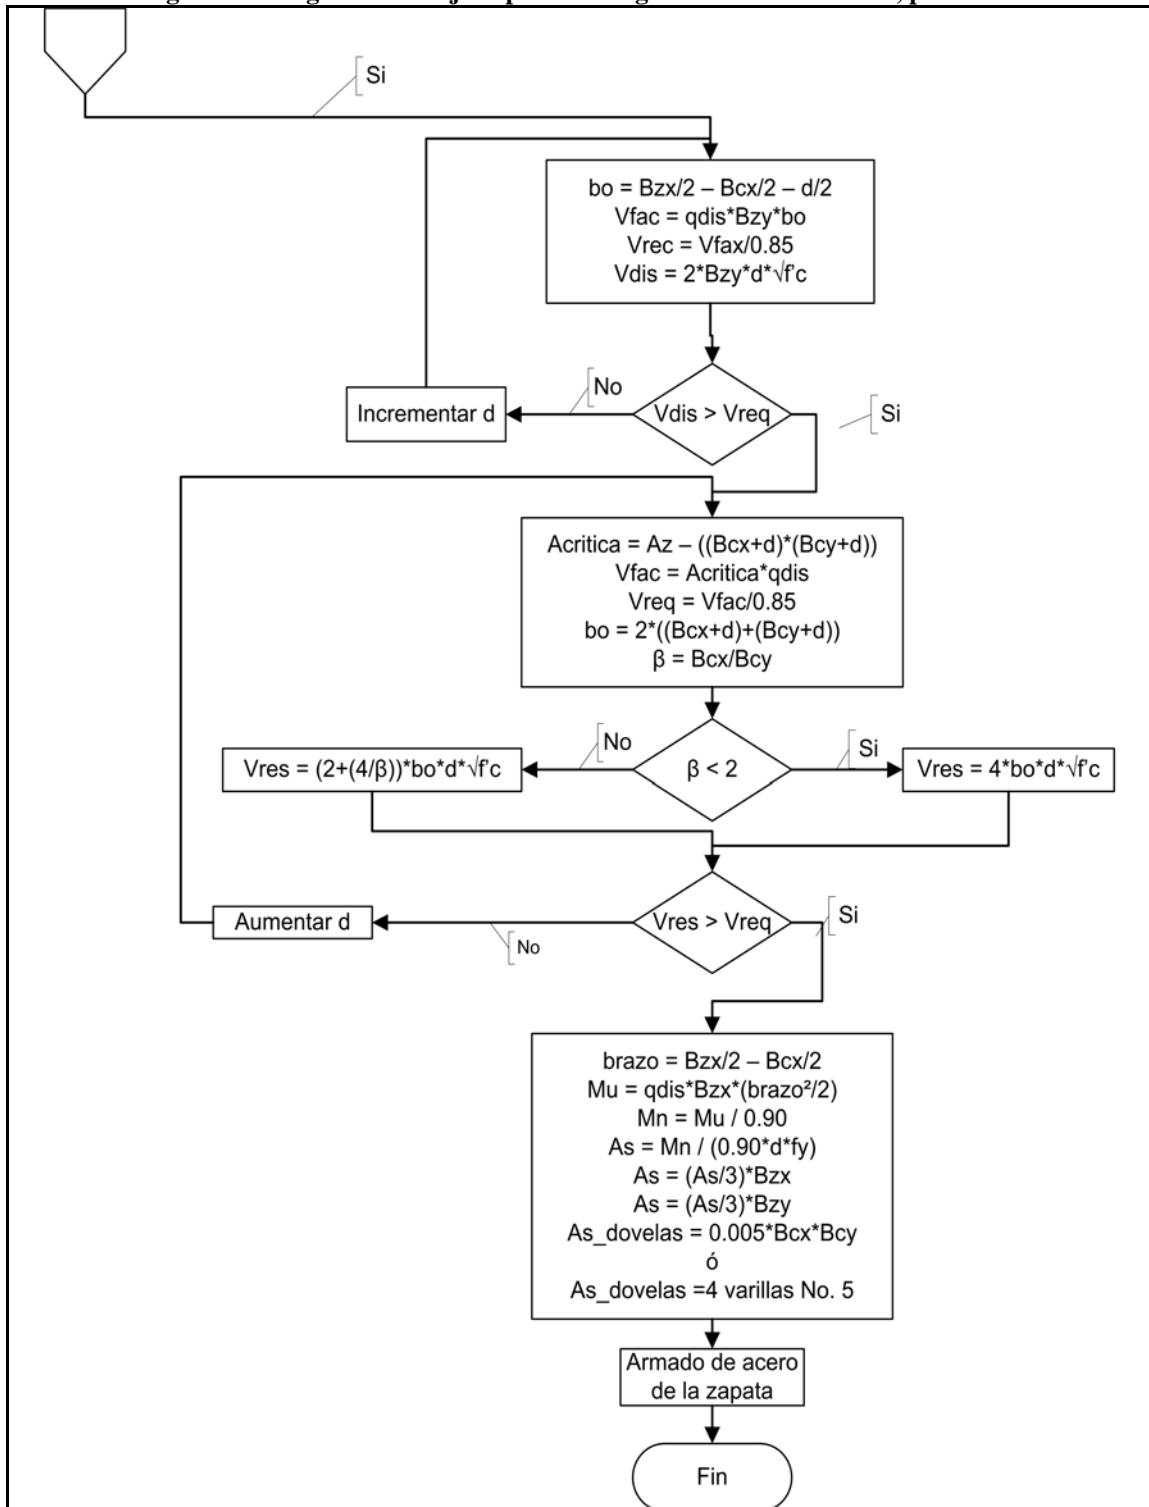 Si
bo = Bzx/2 – Bcx/2 – d/2
Vfac = qdis*Bzy*bo
Vrec = Vfax/0.85
Vdis = 2*Bzy*d*√f'c
No
Incrementar d
Vdis > Vreq
Si
Acritica = Az – ((Bcx+d)*(Bcy+d))
Vfac = Acritica*qdis
Vreq = Vfac/0.85
bo = 2*((Bcx+d)+(Bcy+d))
β = Bcx/Bcy
No
Si
Vres = (2+(4/β))*bo*d*√f'c
β < 2
Vres = 4*bo*d*√f'c
Aumentar d
Vres > Vreq
Si
No
brazo = Bzx/2 – Bcx/2
Mu = qdis*Bzx*(brazo²/2)
Mn = Mu / 0.90
As = Mn / (0.90*d*fy)
As = (As/3)*Bzx
As = (As/3)*Bzy
As_dovelas = 0.005*Bcx*Bcy
ó
As_dovelas =4 varillas No. 5
Armado de acero
de la zapata
Fin